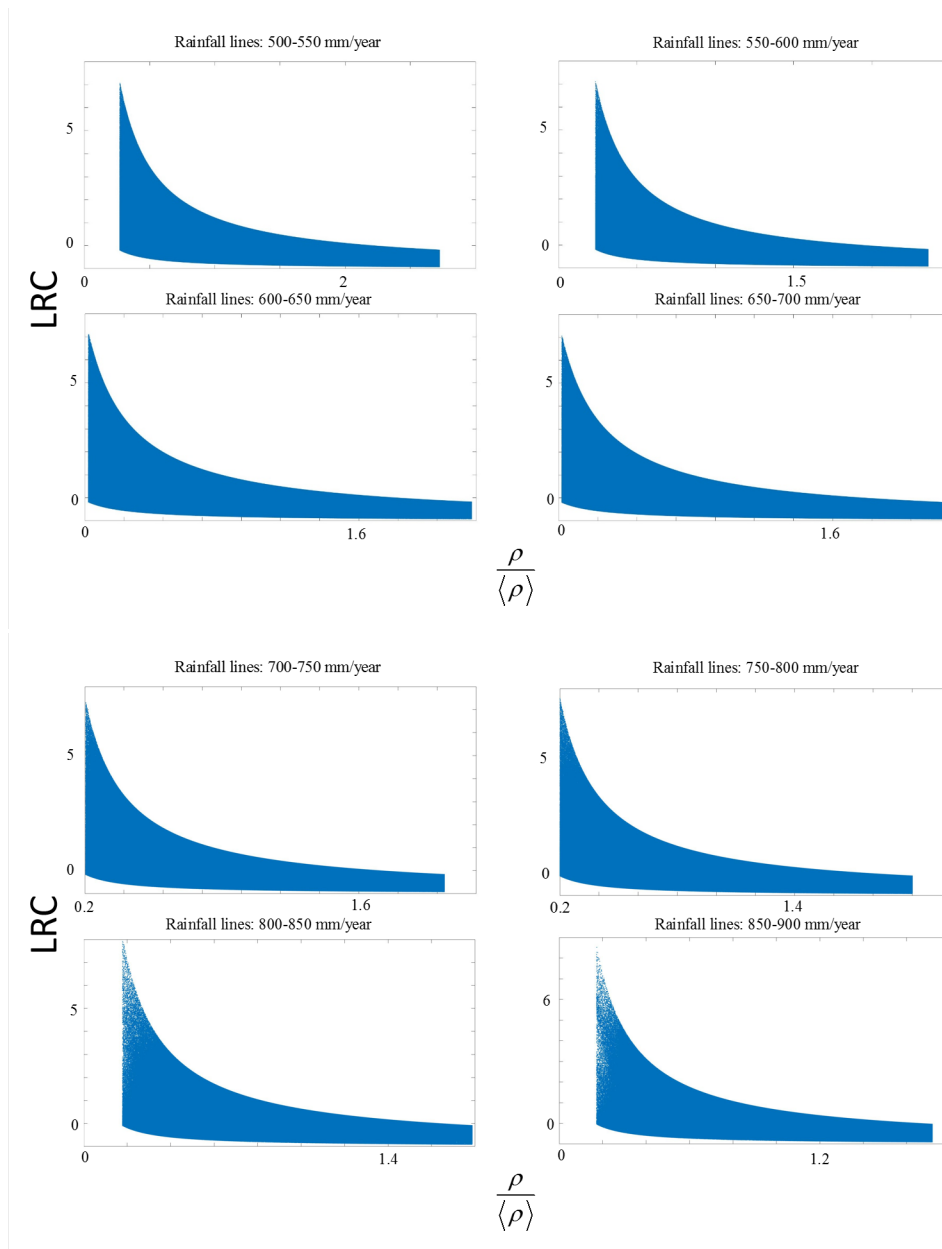 Rainfall lines: 500-550 mm/year
Rainfall lines: 550-600 mm/year
5
0
0
2
5
0
0
1.5
LRC
Rainfall lines: 600-650 mm/year
Rainfall lines: 650-700 mm/year
5
0
0
1.6
5
0
0
1.6
ρ
⟨ρ⟩
Rainfall lines: 700-750 mm/year
Rainfall lines: 750-800 mm/year
5
0
0.2
1.6
5
0
0.2
1.4
LRC
Rainfall lines: 800-850 mm/year
Rainfall lines: 850-900 mm/year
5
0
0
1.4
6
0
0
1.2
ρ
⟨ρ⟩